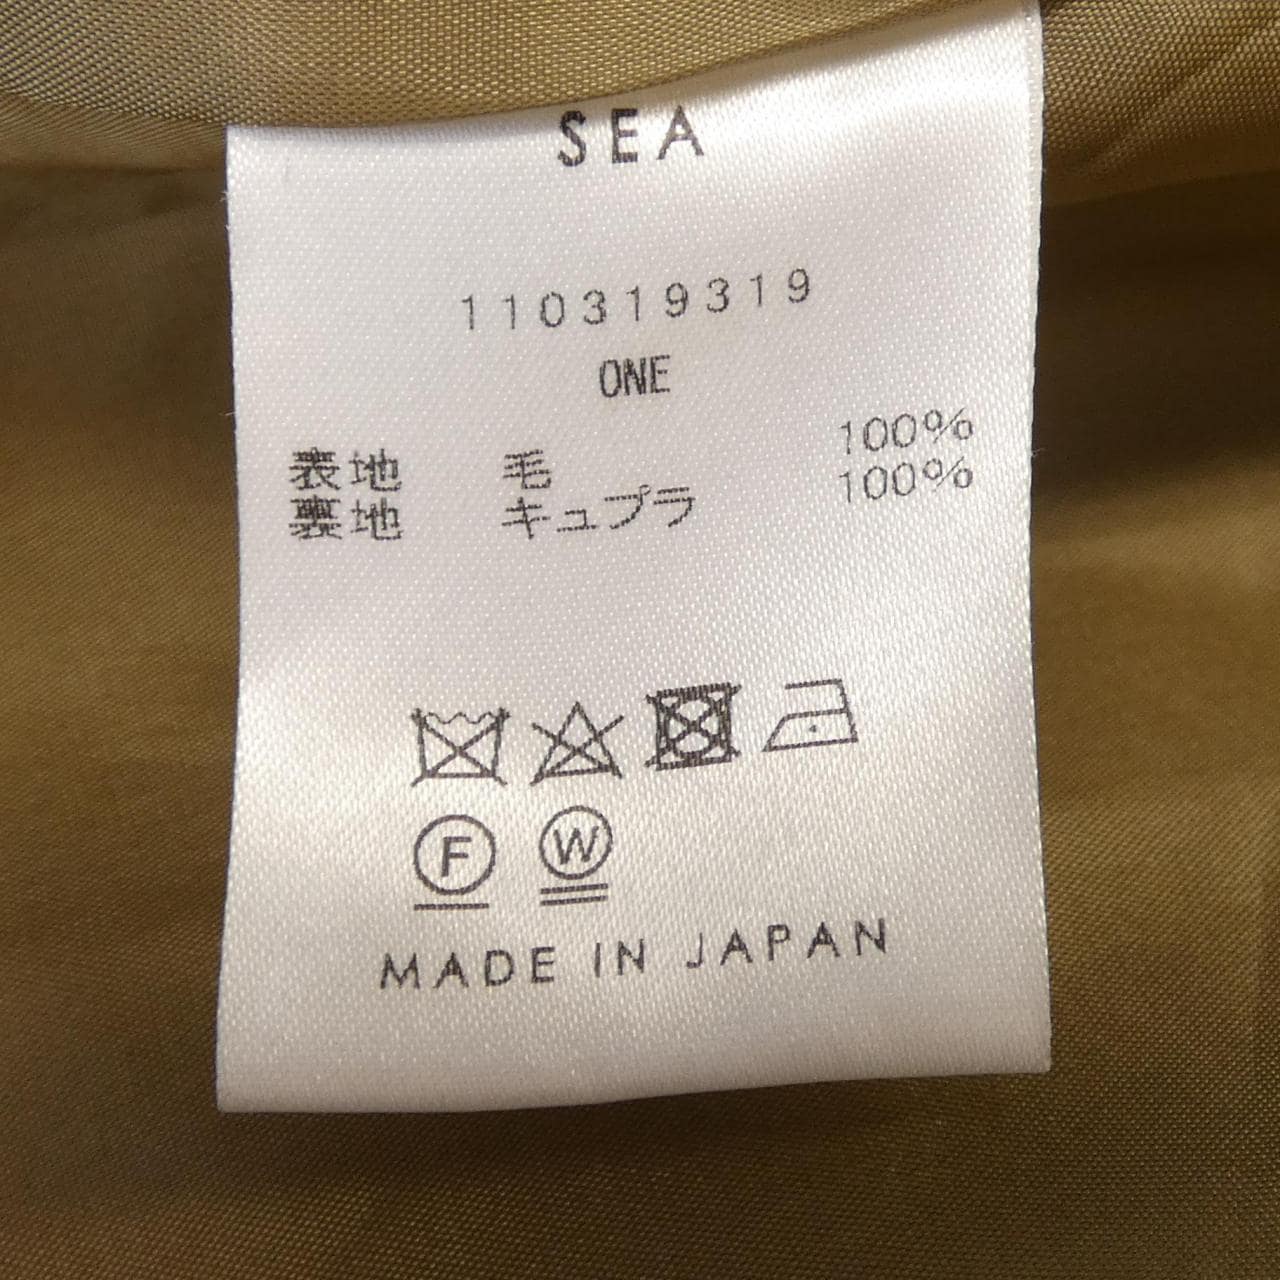 SEA
110319319
ONE
表地 毛 100%
裏地 キュプラ 100%
F W
MADE IN JAPAN